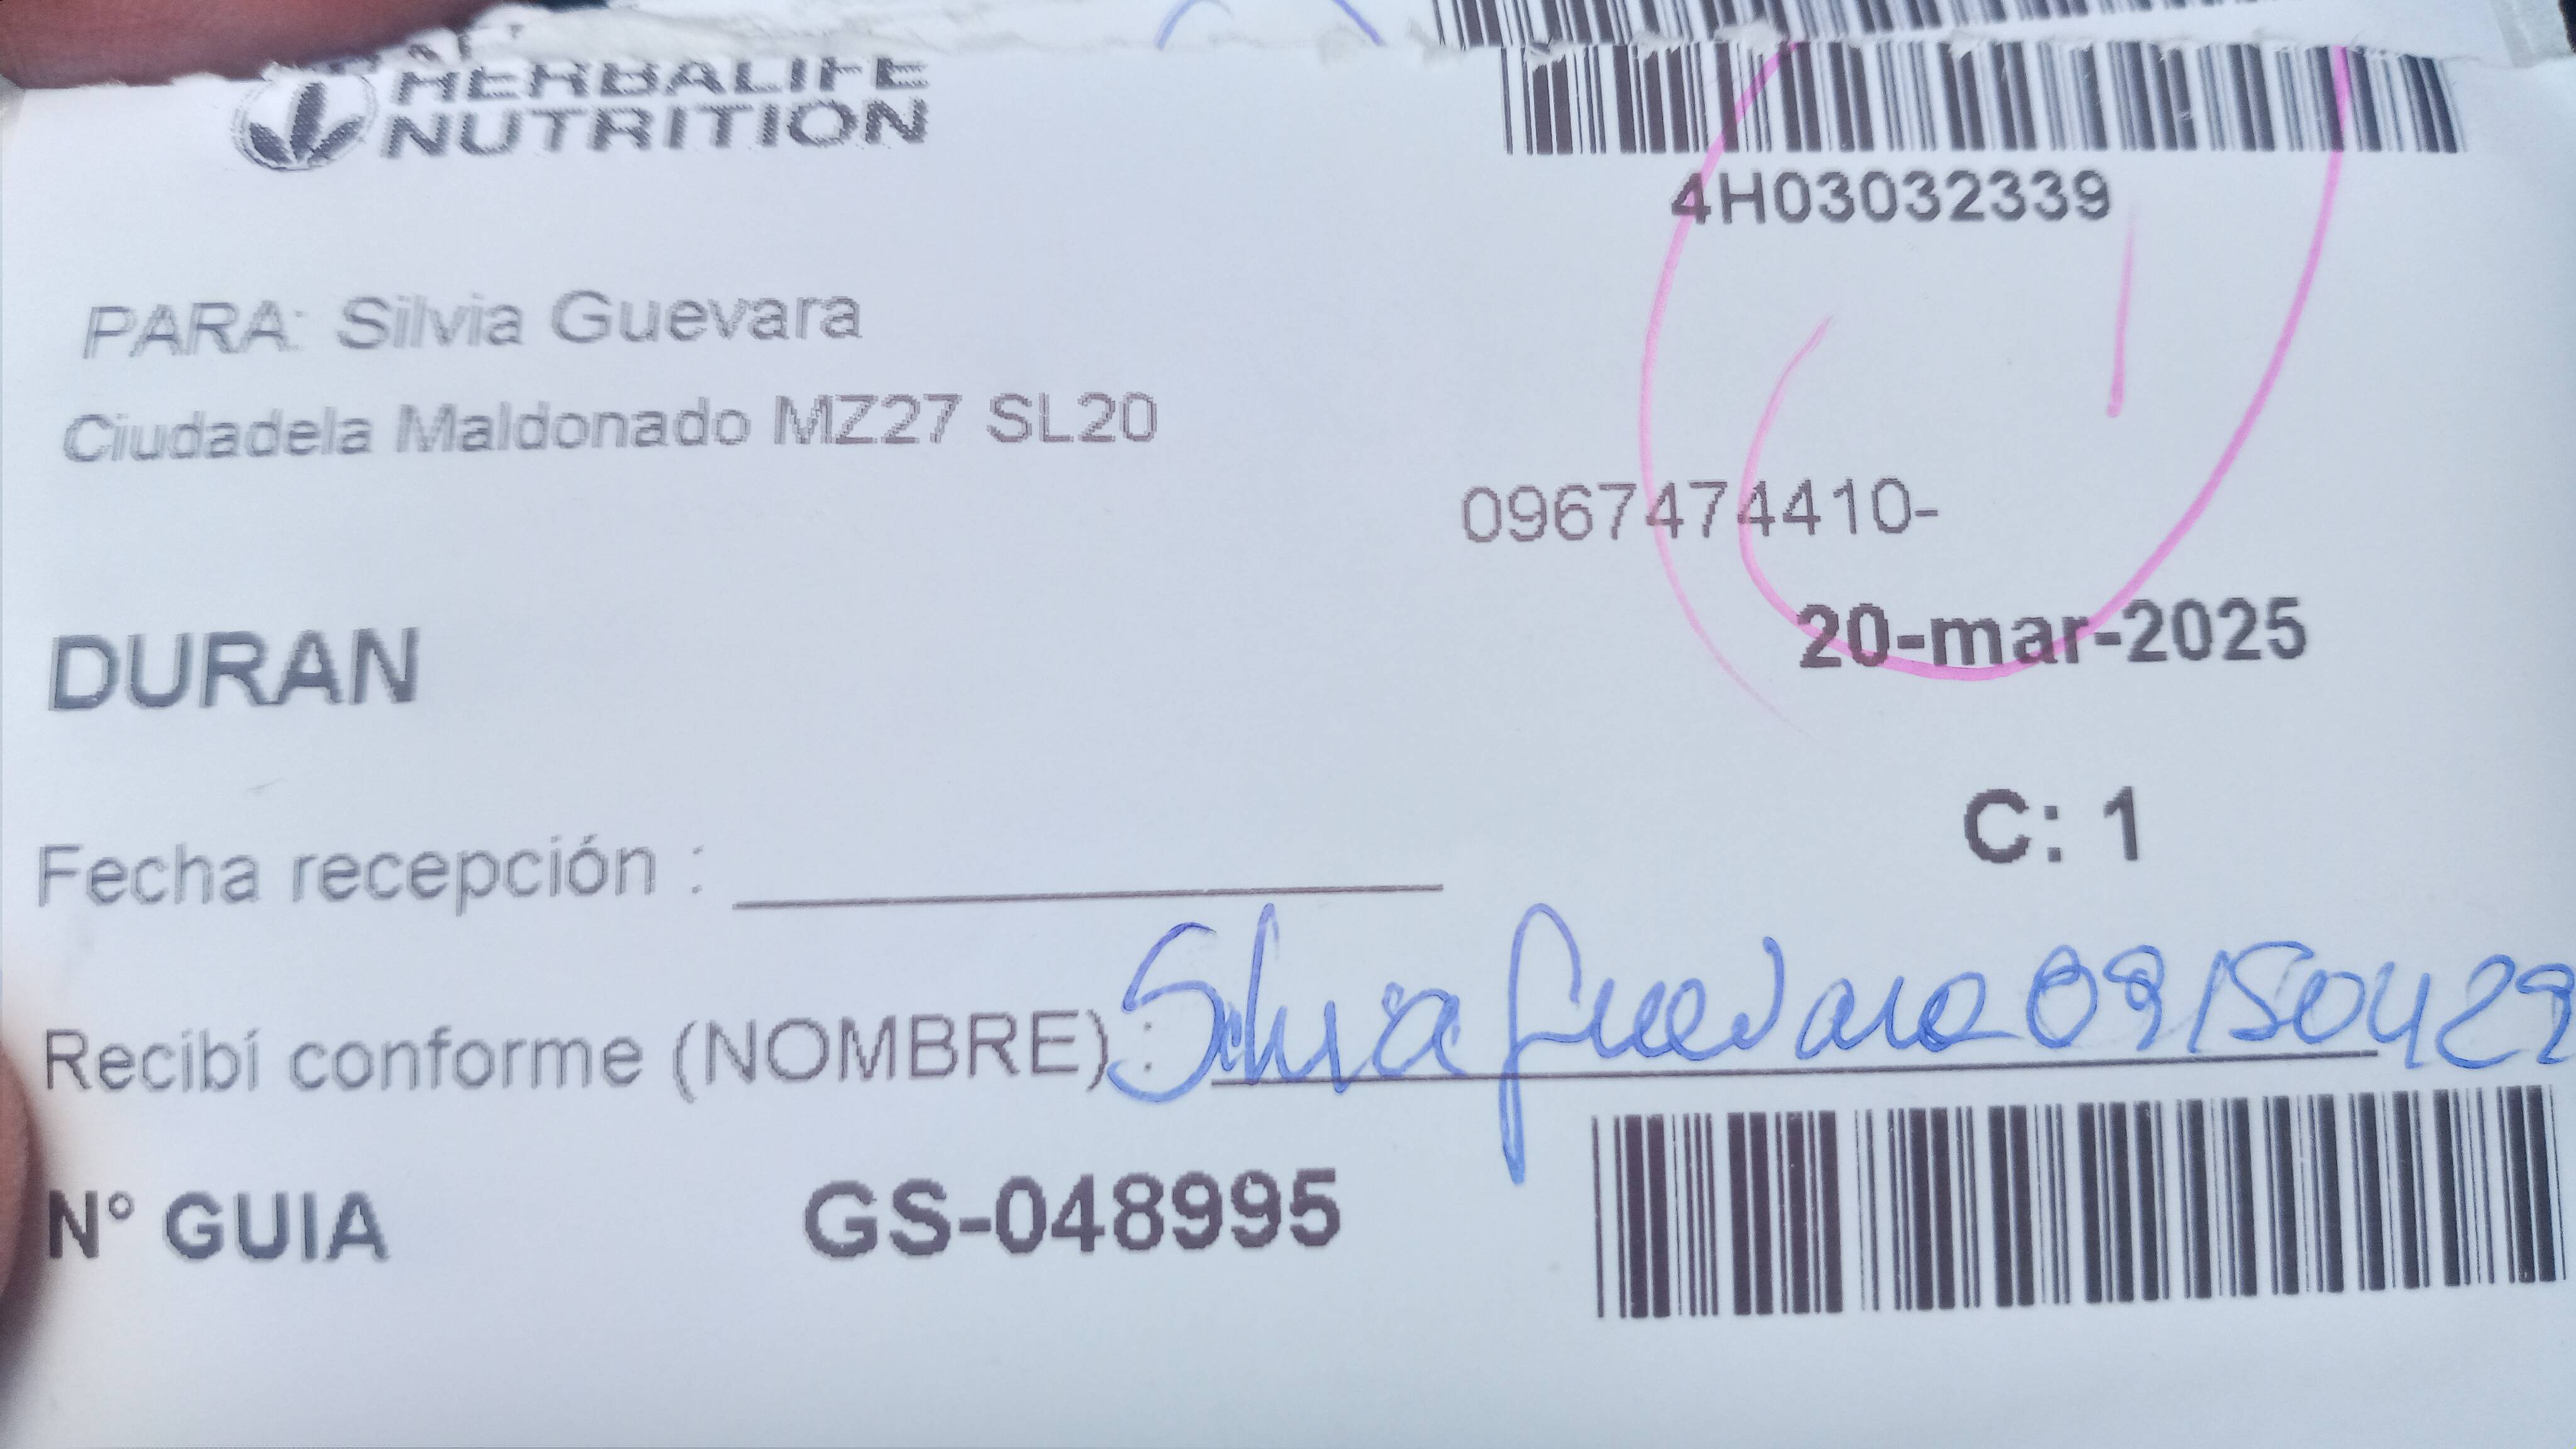 HERBALIFE
NUTRITION
4H03032339
PARA: Silvia Guevara
Ciudadela Maldonado MZ27 SL20
0967474410-
DURAN
20-mar-2025
C: 1
Fecha recepción :
Recibí conforme (NOMBRE) : Silvia Guevara 09150429
N° GUIA GS-048995